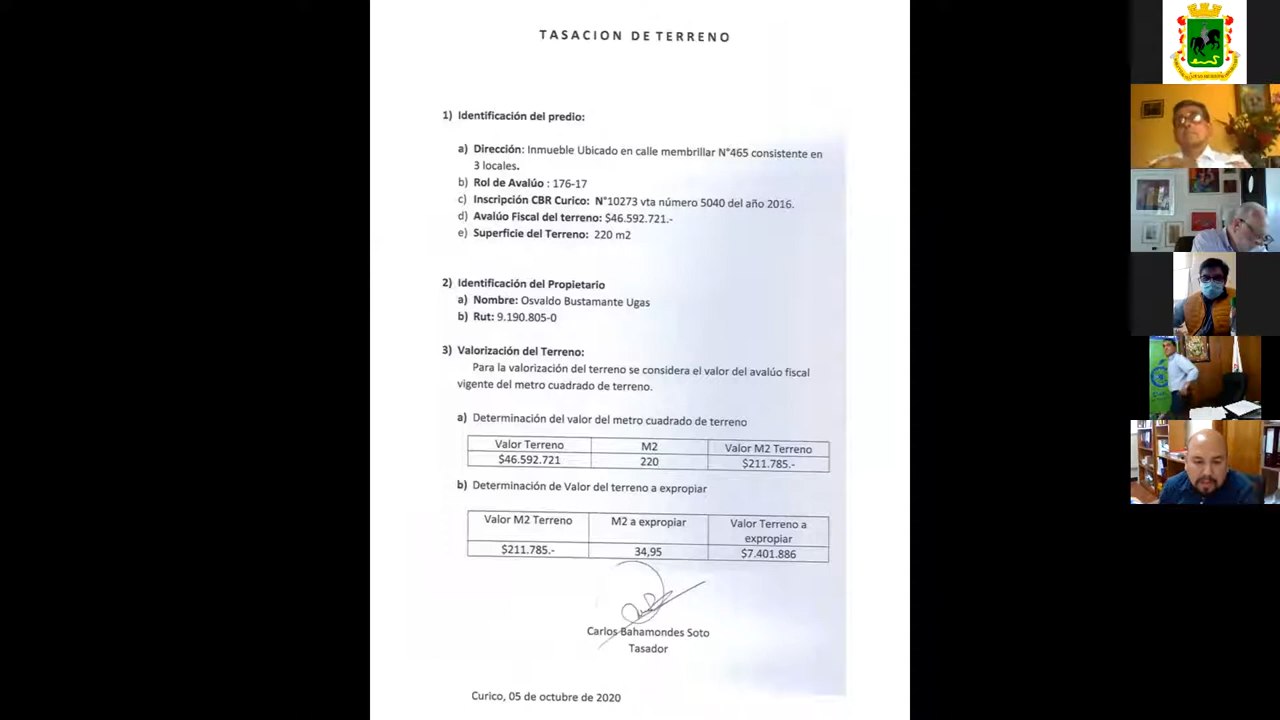 TASACION DE TERRENO
1) Identificación del predio:
a) Dirección: Inmueble Ubicado en calle membrillar N°465 consistente en
3 locales.
b) Rol de Avalúo : 176-17
c) Inscripción CBR Curico: N°10273 vta número 5040 del año 2016.
d) Avalúo Fiscal del terreno: $46.592.721.-
e) Superficie del Terreno: 220 m2
2) Identificación del Propietario
a) Nombre: Osvaldo Bustamante Ugas
b) Rut: 9.190.805-0
3) Valorización del Terreno:
Para la valorización del terreno se considera el valor del avalúo fiscal
vigente del metro cuadrado de terreno.
a) Determinación del valor del metro cuadrado de terreno
Valor Terreno M2 Valor M2 Terreno
$46.592.721 220 $211.785.-
b) Determinación de Valor del terreno a expropiar
Valor M2 Terreno M2 a expropiar Valor Terreno a
expropiar
$211.785.- 34,95 $7.401.886
Carlos Bahamondes Soto
Tasador
Curico, 05 de octubre de 2020